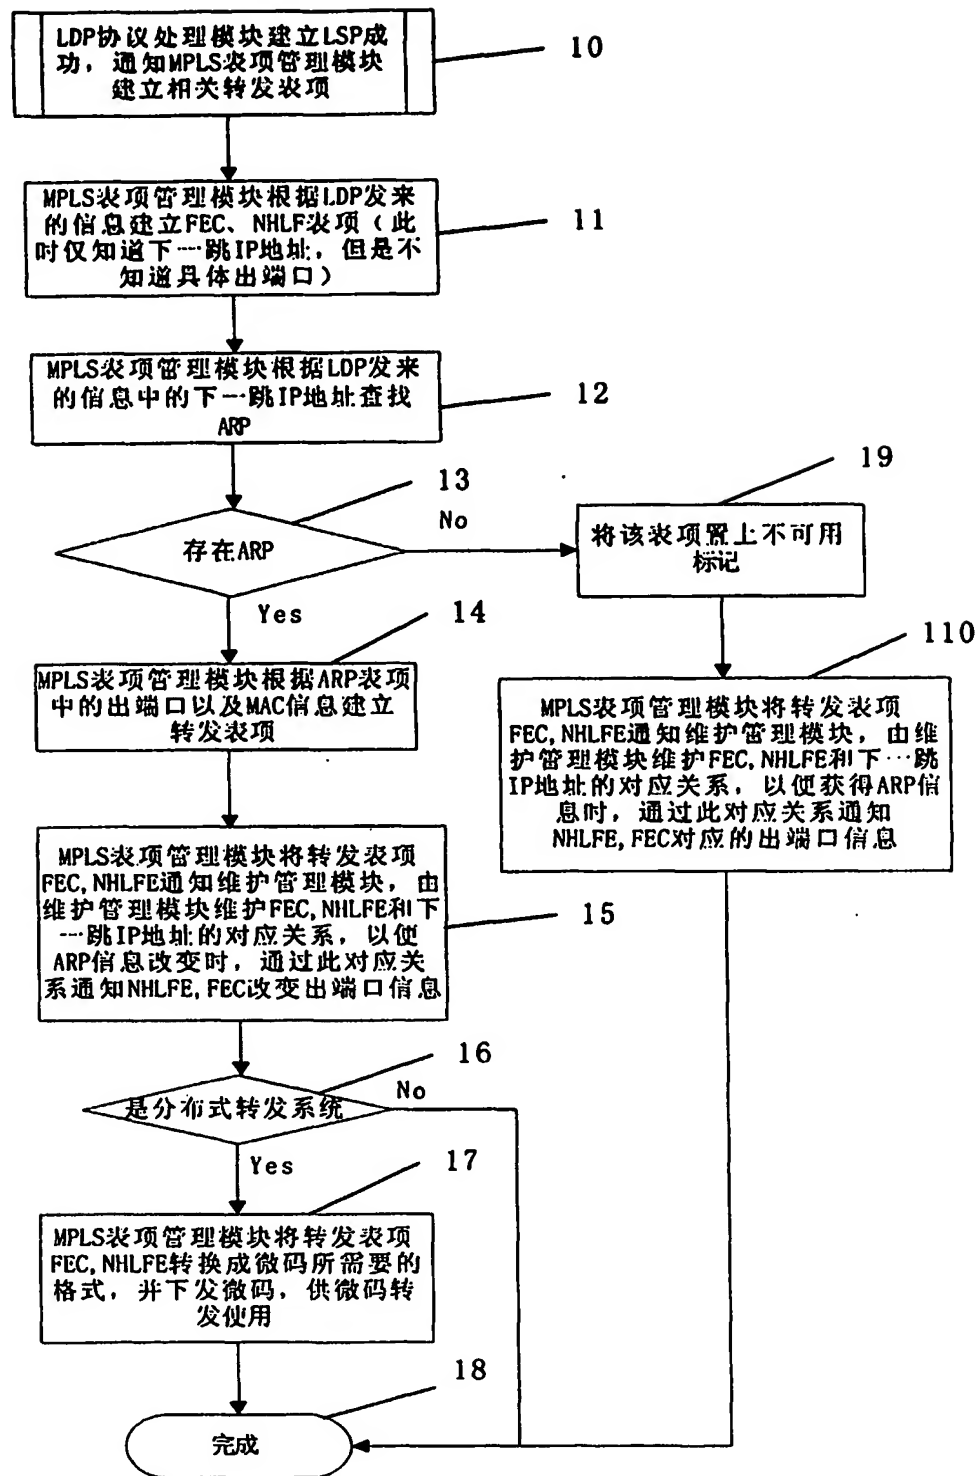 LDP协议处理模块建立LSP成
功，通知MPLS表项管理模块
建立相关转发表项
10
MPLS表项管理模块根据LDP发来
的信息建立FEC、NHLF表项（此
时仅知道下一跳IP地址，但是不
知道具体出端口）
11
MPLS表项管理模块根据LDP发来
的信息中的下一跳IP地址查找
ARP
12
13
存在ARP
No
Yes
19
将该表项置上不可用
标记
14
MPLS表项管理模块根据ARP表项
中的出端口以及MAC信息建立
转发表项
110
MPLS表项管理模块将转发表项
FEC,NHLFE通知维护管理模块，由维
护管理模块维护FEC,NHLFE和下一跳
IP地址的对应关系，以便获得ARP信
息时，通过此对应关系通知
NHLFE,FEC对应的出端口信息
MPLS表项管理模块将转发表项
FEC,NHLFE通知维护管理模块，由
维护管理模块维护FEC,NHLFE和下
一跳IP地址的对应关系，以便
ARP信息改变时，通过此对应关
系通知NHLFE,FEC改变出端口信息
15
16
是分布式转发系统
No
Yes
17
MPLS表项管理模块将转发表项
FEC,NHLFE转换成微码所需要的
格式，并下发微码，供微码转
发使用
18
完成